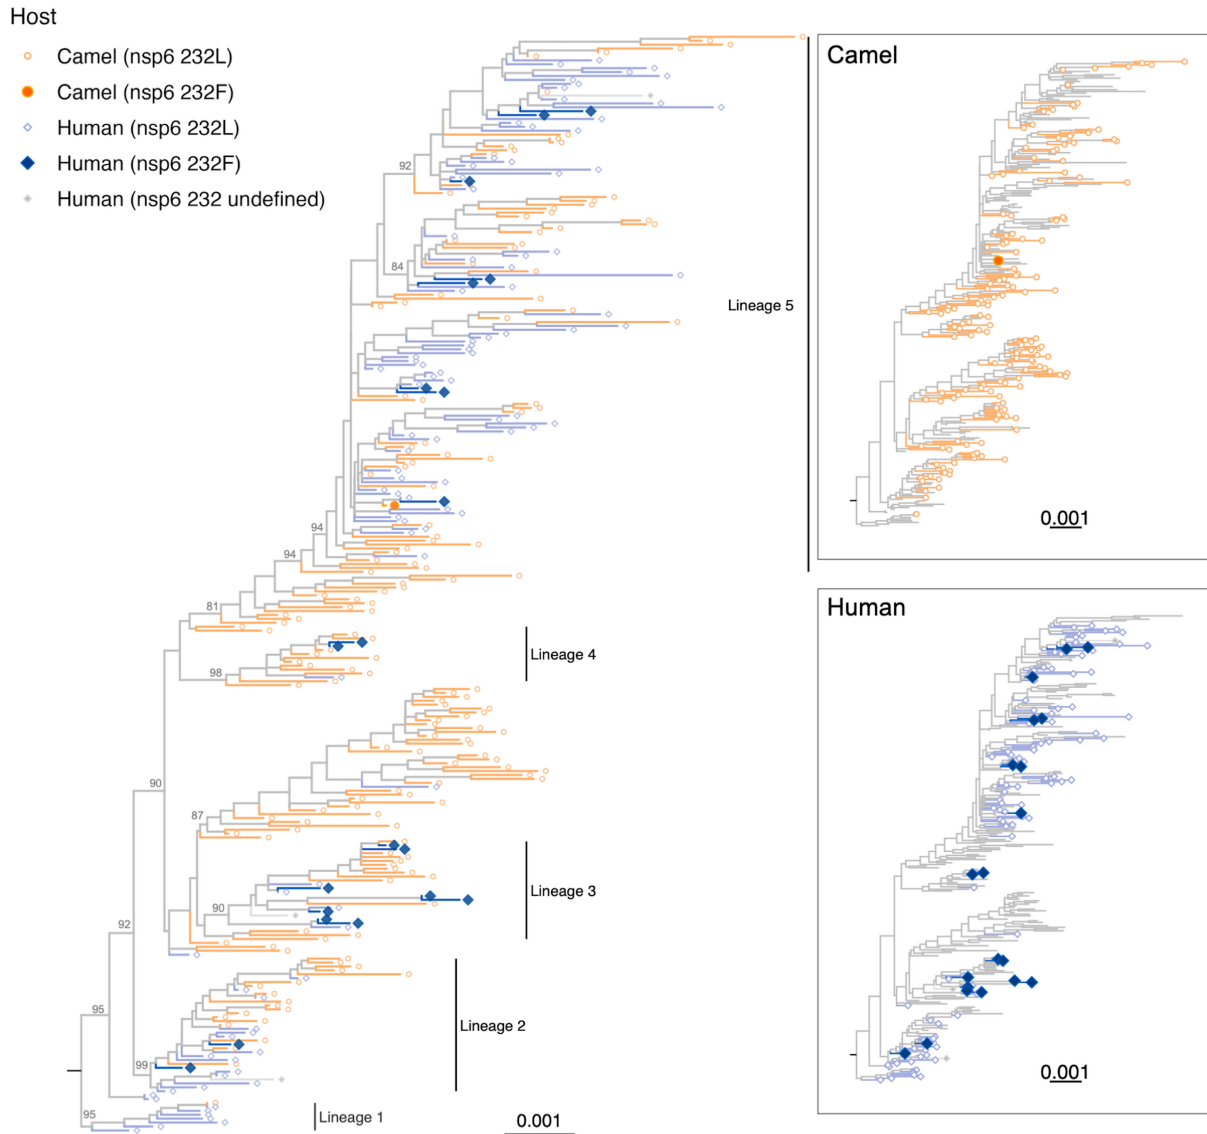 Host
Camel (nsp6 232L)
Camel (nsp6 232F)
Human (nsp6 232L)
Human (nsp6 232F)
Human (nsp6 232 undefined)
92
84
94
94
81
98
90
87
90
92
95
99
95
Lineage 5
Lineage 4
Lineage 3
Lineage 2
Lineage 1
0.001
Camel
0.001
Human
0.001